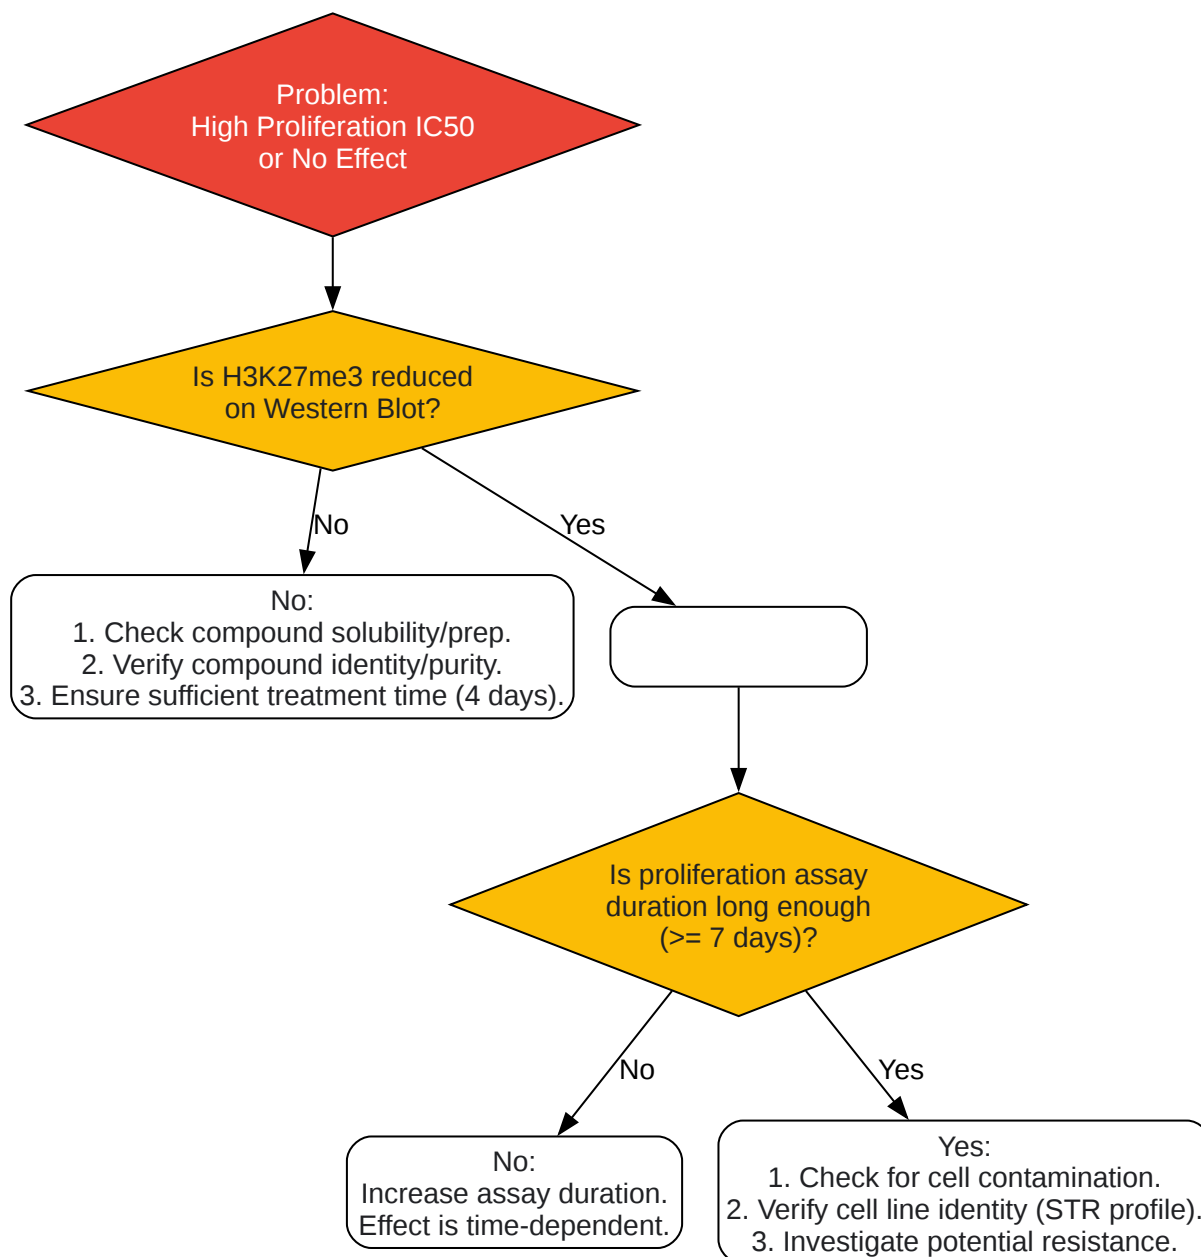 Problem:
High Proliferation IC50
or No Effect
Is H3K27me3 reduced
on Western Blot?
No
Yes
No:
1. Check compound solubility/prep.
2. Verify compound identity/purity.
3. Ensure sufficient treatment time (4 days).
Is proliferation assay
duration long enough
(>= 7 days)?
No
Yes
No:
Increase assay duration.
Effect is time-dependent.
Yes:
1. Check for cell contamination.
2. Verify cell line identity (STR profile).
3. Investigate potential resistance.